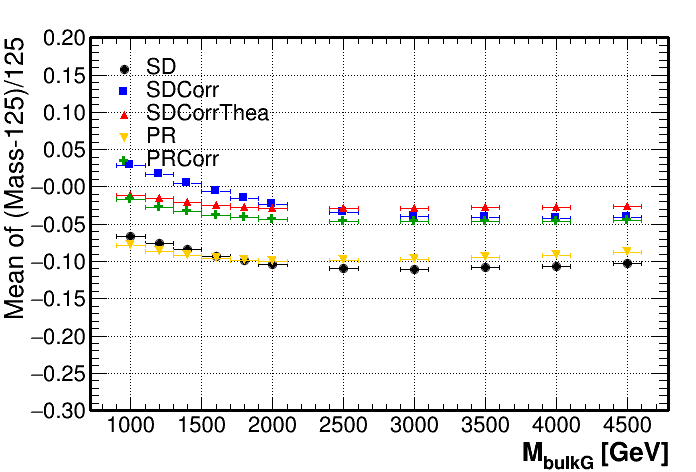 Mean of (Mass-125)/125
0.20
0.15
0.10
0.05
−0.00
−0.05
−0.10
−0.15
−0.20
−0.25
−0.30
SD
SDCorr
SDCorrThea
PR
PRCorr
1000 1500 2000 2500 3000 3500 4000 4500
M_bulkG [GeV]